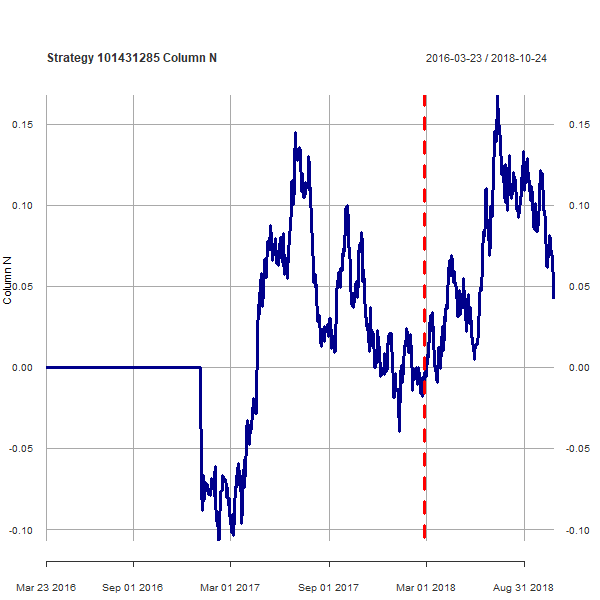 Strategy 101431285 Column N
2016-03-23 / 2018-10-24
0.15
0.15
0.10
0.10
0.05
0.05
Column N
0.00
0.00
-0.05
-0.05
-0.10
-0.10
Mar 23 2016
Sep 01 2016
Mar 01 2017
Sep 01 2017
Mar 01 2018
Aug 31 2018